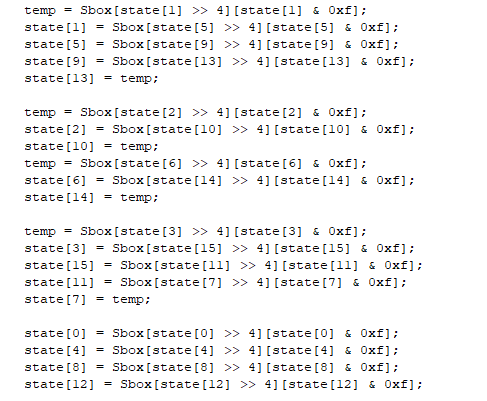 temp = Sbox[state[1] >> 4][state[1] & 0xf];
state[1] = Sbox[state[5] >> 4][state[5] & 0xf];
state[5] = Sbox[state[9] >> 4][state[9] & 0xf];
state[9] = Sbox[state[13] >> 4][state[13] & 0xf];
state[13] = temp;

temp = Sbox[state[2] >> 4][state[2] & 0xf];
state[2] = Sbox[state[10] >> 4][state[10] & 0xf];
state[10] = temp;
temp = Sbox[state[6] >> 4][state[6] & 0xf];
state[6] = Sbox[state[14] >> 4][state[14] & 0xf];
state[14] = temp;

temp = Sbox[state[3] >> 4][state[3] & 0xf];
state[3] = Sbox[state[15] >> 4][state[15] & 0xf];
state[15] = Sbox[state[11] >> 4][state[11] & 0xf];
state[11] = Sbox[state[7] >> 4][state[7] & 0xf];
state[7] = temp;

state[0] = Sbox[state[0] >> 4][state[0] & 0xf];
state[4] = Sbox[state[4] >> 4][state[4] & 0xf];
state[8] = Sbox[state[8] >> 4][state[8] & 0xf];
state[12] = Sbox[state[12] >> 4][state[12] & 0xf];